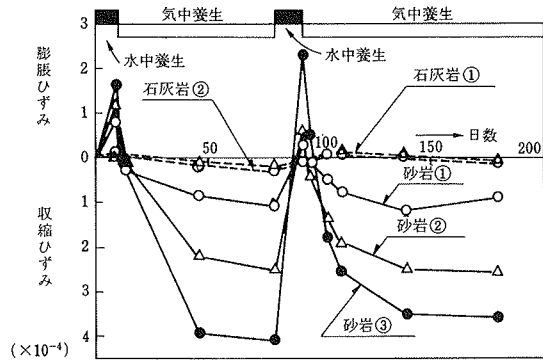 気中養生 気中養生
水中養生 水中養生
3
2
1
0
1
2
3
4
(×10⁻⁴)
膨脹ひずみ
収縮ひずみ
石灰岩②
石灰岩①
日数
50 100 150 200
砂岩①
砂岩②
砂岩③